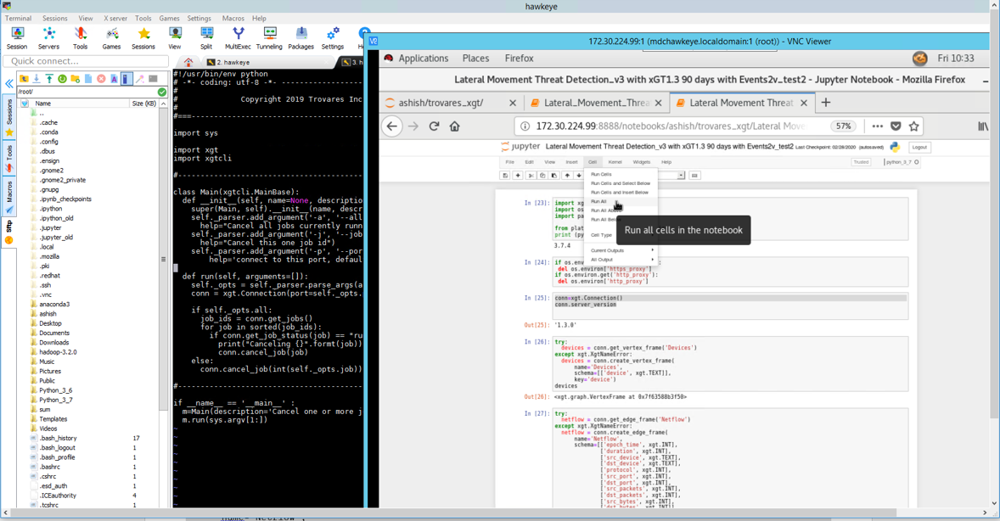 hawkeye
Terminal Sessions View X server Tools Games Settings Macros Help
Session Servers Tools Games Sessions View Split MultiExec Tunneling Packages Settings
Quick connect...
2. hawkeye
3. h
/root/
Name Size (KB)
Sessions
Tools
Macros
Sftp
..
.cache
.conda
.config
.dbus
.ensign
.gnome2
.gnome2_private
.gnupg
.ipynb_checkpoints
.ipython
.ipython_old
.jupyter
.jupyter_old
.local
.mozilla
.pki
.redhat
.ssh
.vnc
anaconda3
ashish
Desktop
Documents
Downloads
hadoop-3.2.0
Music
Pictures
Public
Python_3_6
Python_3_7
sum
Templates
Videos
.bash_history 17
.bash_logout 1
.bash_profile 1
.bashrc 1
.cshrc 1
.esd_auth 1
.ICEauthority 4
.tcshrc 1
#!/usr/bin/env python
# -*- coding: utf-8 -*-
#
# Copyright 2019 Trovares Inc
#
#===-----
import sys
import xgt
import xgtcli
#-----
class Main(xgtcli.MainBase):
def __init__(self, name=None, descriptio
super(Main, self).__init__(name, descr
self._parser.add_argument('-a', '--all
help="Cancel all jobs currently runn
self._parser.add_argument('-j', '--job
help="Cancel this one job id")
self._parser.add_argument('-p', '--por
help='connect to this port, defaul
def run(self, arguments=[]):
self._opts = self._parser.parse_args(a
conn = xgt.Connection(port=self._opts.
if self._opts.all:
job_ids = conn.get_jobs()
for job in sorted(job_ids):
if conn.get_job_status(job) == "ru
print("Canceling {}".formt(job))
conn.cancel_job(job)
else:
conn.cancel_job(int(self._opts.job))
#-----
if __name__ == '__main__' :
m=Main(description='Cancel one or more j
m.run(sys.argv[1:])
172.30.224.99:1 (mdchawkeye.localdomain:1 (root)) - VNC Viewer
Applications Places Firefox Fri 10:33
Lateral Movement Threat Detection_v3 with xGT1.3 90 days with Events2v_test2 - Jupyter Notebook - Mozilla Firefox
ashish/trovares_xgt/
Lateral_Movement_Threa
Lateral Movement Threat
172.30.224.99:8888/notebooks/ashish/trovares_xgt/Lateral Move 57%
jupyter Lateral Movement Threat Detection_v3 with xGT1.3 90 days with Events2v_test2 Last Checkpoint: 02/28/2020 (autosaved) Logout
File Edit View Insert Cell Kernel Widgets Help Trusted python_3_7
Run Cells
Run Cells and Select Below
Run Cells and Insert Below
Run All
Run All Abo
Run All Belo
Cell Type
Current Outputs
All Output
Run all cells in the notebook
In [23]: import xg
import os
import pa
from plat
print (py
3.7.4
In [24]: if os.env
del os.environ['https_proxy']
if os.environ.get('http_proxy'):
del os.environ['http_proxy']
In [25]: conn=xgt.Connection()
conn.server_version
Out[25]: '1.3.0'
In [26]: try:
devices = conn.get_vertex_frame('Devices')
except xgt.XgtNameError:
devices = conn.create_vertex_frame(
name='Devices',
schema=[['device', xgt.TEXT]],
key='device')
devices
Out[26]: <xgt.graph.VertexFrame at 0x7f63588b3f50>
In [27]: try:
netflow = conn.get_edge_frame('Netflow')
except xgt.XgtNameError:
netflow = conn.create_edge_frame(
name='Netflow',
schema=[['epoch_time', xgt.INT],
['duration', xgt.INT],
['src_device', xgt.TEXT],
['dst_device', xgt.TEXT],
['protocol', xgt.INT],
['src_port', xgt.INT],
['dst_port', xgt.INT],
['src_packets', xgt.INT],
['dst_packets', xgt.INT],
['src_bytes', xgt.INT],